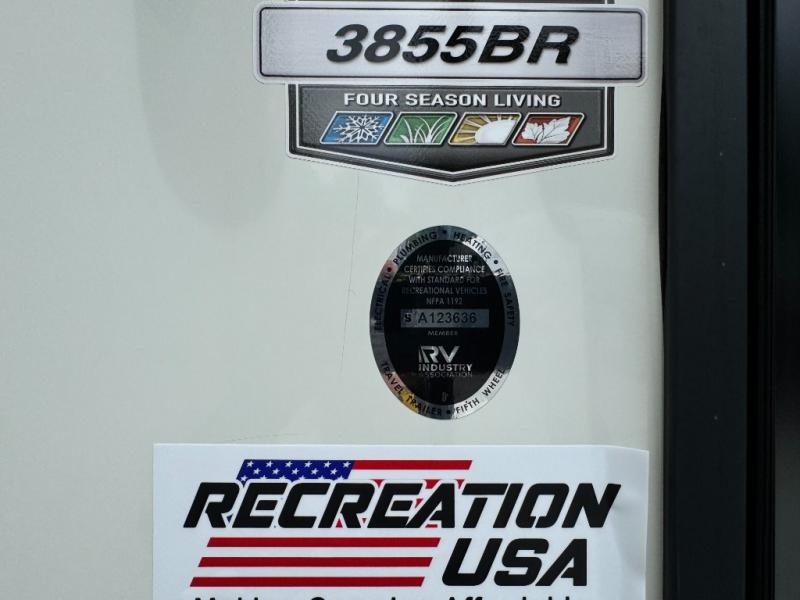 3855BR
FOUR SEASON LIVING
ELECTRICAL • PLUMBING • HEATING • FIRE SAFETY
MANUFACTURER
CERTIFIES COMPLIANCE
WITH STANDARD FOR
RECREATIONAL VEHICLES
NFPA 1192
S A123636
MEMBER
RV
INDUSTRY
ASSOCIATION
TRAVEL TRAILER • FIFTH WHEEL
RECREATION
USA